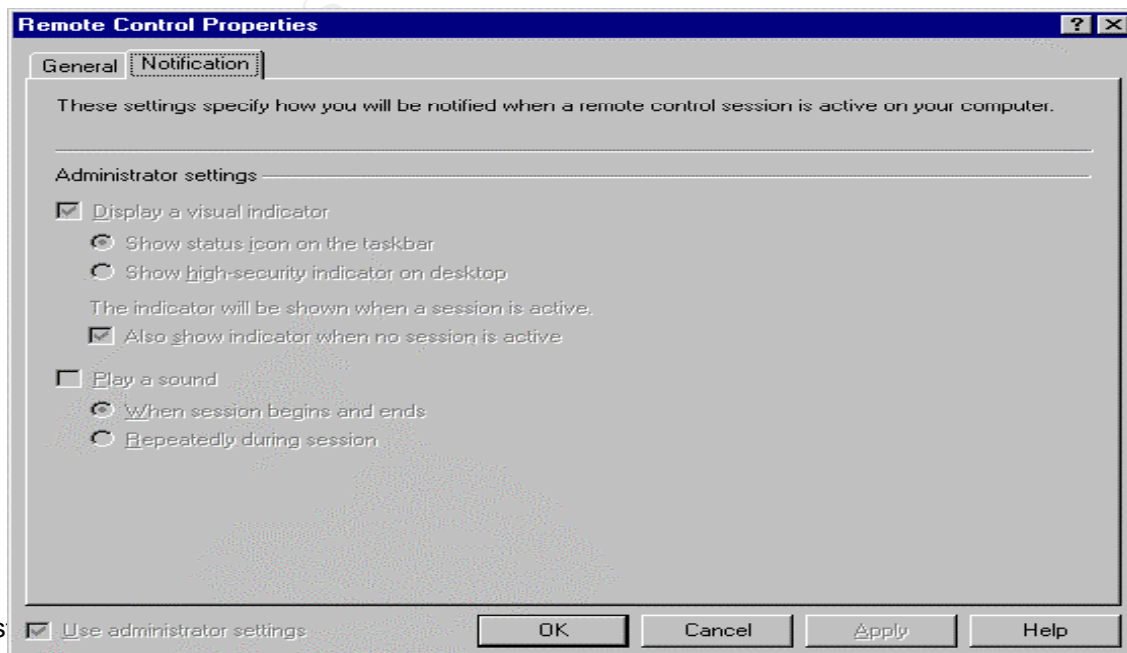 Remote Control Properties
General
Notification
These settings specify how you will be notified when a remote control session is active on your computer.
Administrator settings
Display a visual indicator
Show status icon on the taskbar
Show high-security indicator on desktop
The indicator will be shown when a session is active.
Also show indicator when no session is active
Play a sound
When session begins and ends
Repeatedly during session
Use administrator settings
OK
Cancel
Apply
Help